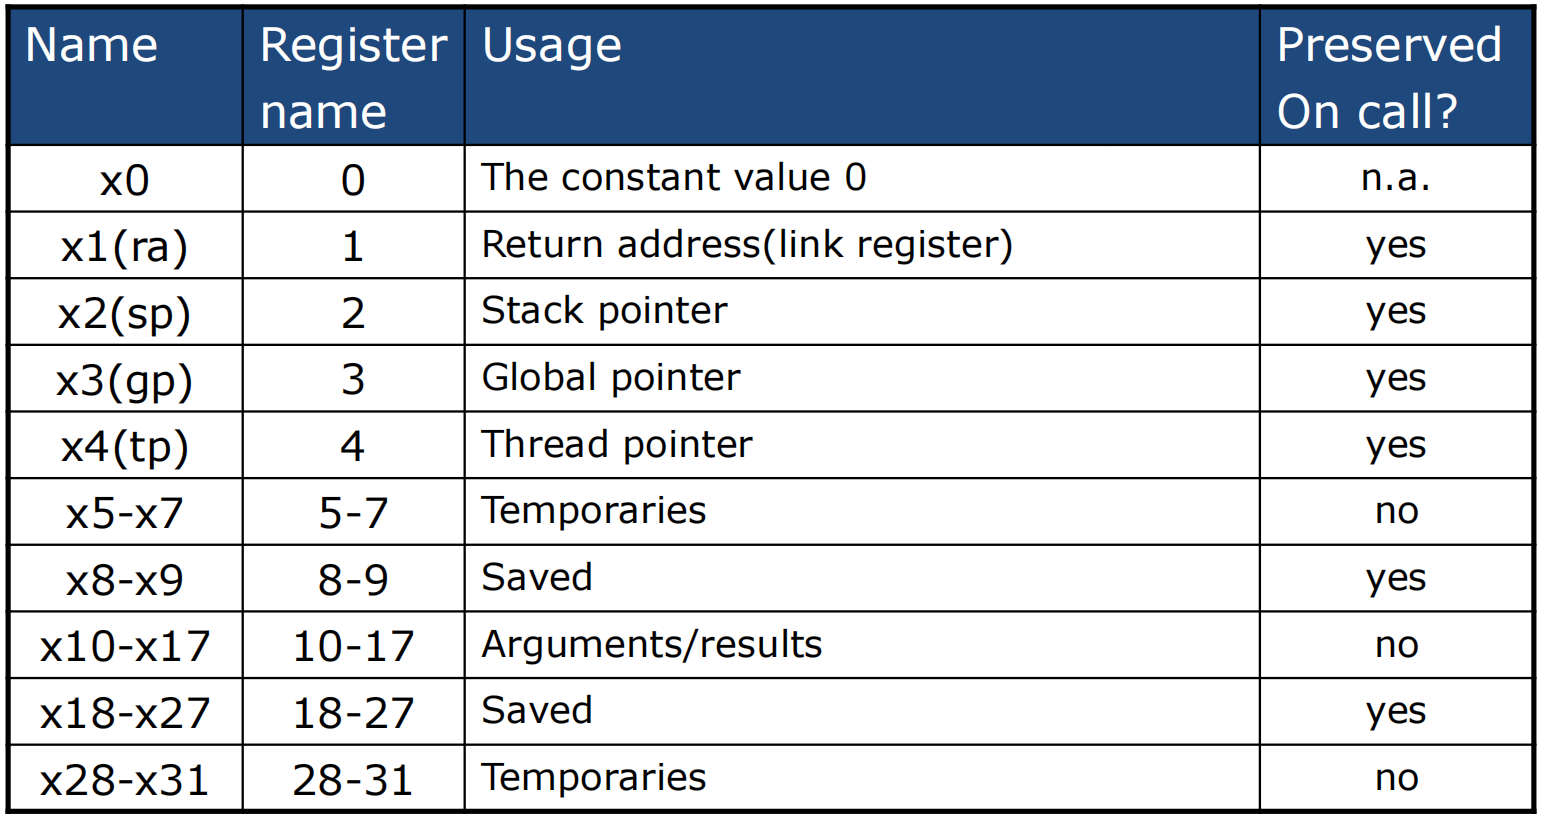 Name Register name Usage Preserved On call?
x0 0 The constant value 0 n.a.
x1(ra) 1 Return address(link register) yes
x2(sp) 2 Stack pointer yes
x3(gp) 3 Global pointer yes
x4(tp) 4 Thread pointer yes
x5-x7 5-7 Temporaries no
x8-x9 8-9 Saved yes
x10-x17 10-17 Arguments/results no
x18-x27 18-27 Saved yes
x28-x31 28-31 Temporaries no